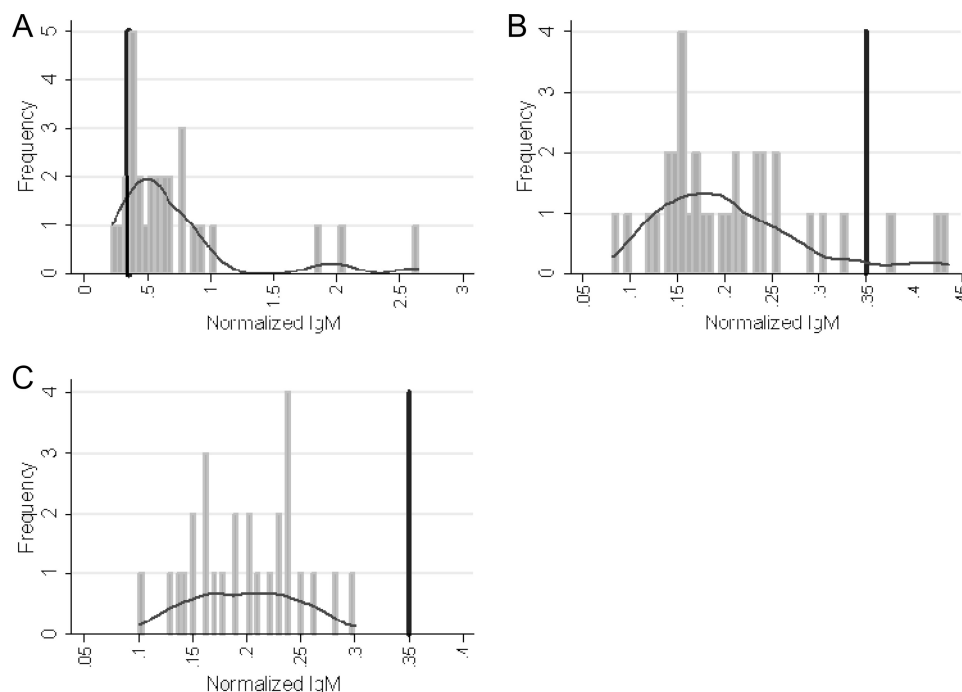 A
5
4
3
2
1
0
Frequency
0 .5 1 1.5 2 2.5 3
Normalized IgM
B
4
3
2
1
0
Frequency
.05 .1 .15 .2 .25 .3 .35 .4 .45
Normalized IgM
C
4
3
2
1
0
Frequency
.05 .1 .15 .2 .25 .3 .35 .4
Normalized IgM